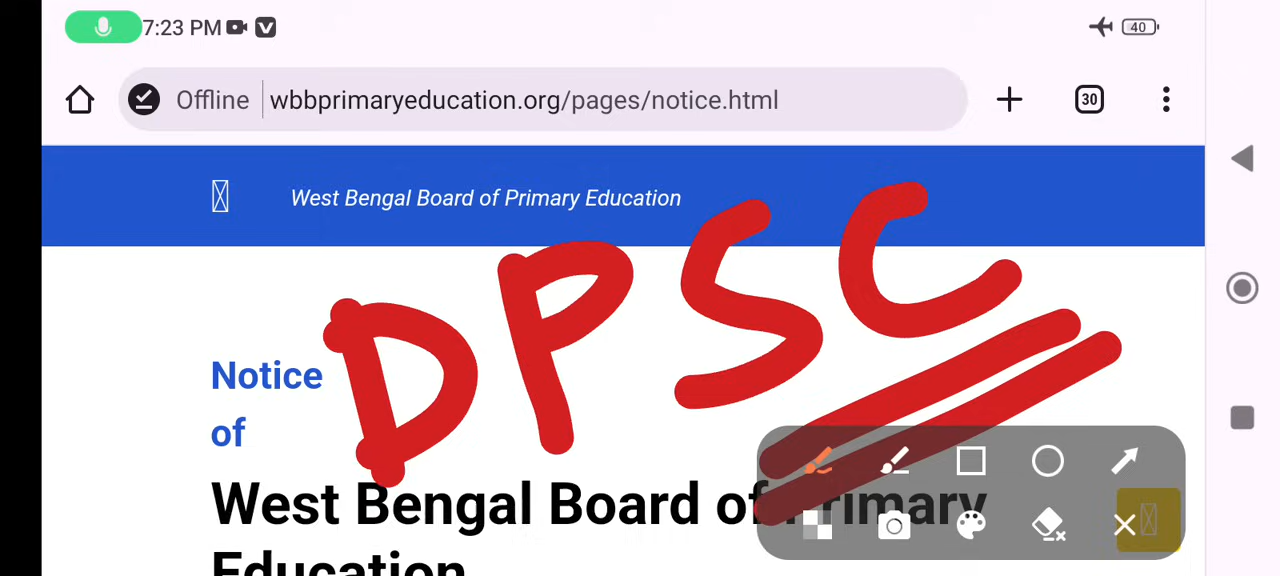 7:23 PM
40
Offline wbbprimaryeducation.org/pages/notice.html
30
West Bengal Board of Primary Education
DPSC
Notice
of
West Bengal Board of Primary
Education